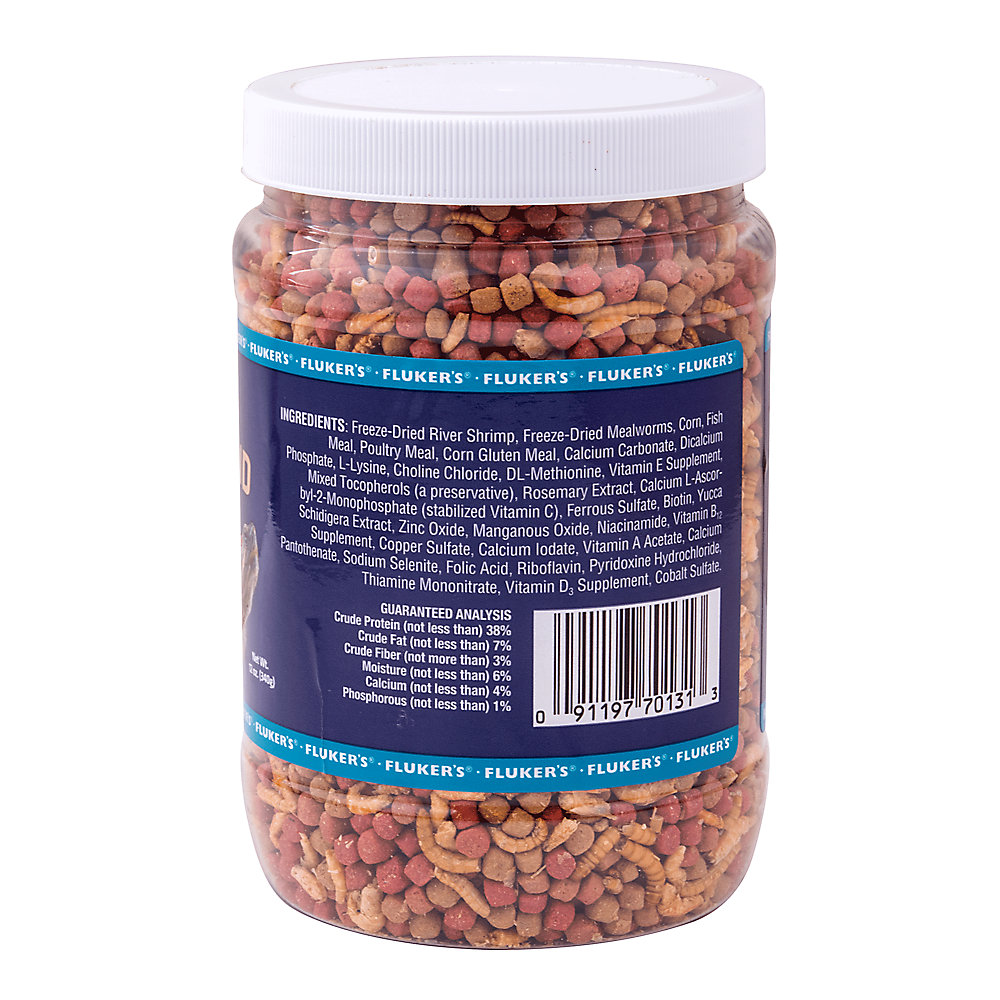 FLUKER'S® · FLUKER'S® · FLUKER'S® · FLUKER'S® · FLUKER'S®
INGREDIENTS: Freeze-Dried River Shrimp, Freeze-Dried Mealworms, Corn, Fish
Meal, Poultry Meal, Corn Gluten Meal, Calcium Carbonate, Dicalcium
Phosphate, L-Lysine, Choline Chloride, DL-Methionine, Vitamin E Supplement,
Mixed Tocopherols (a preservative), Rosemary Extract, Calcium L-Ascor-
byl-2-Monophosphate (stabilized Vitamin C), Ferrous Sulfate, Biotin, Yucca
Schidigera Extract, Zinc Oxide, Manganous Oxide, Niacinamide, Vitamin B₁₂
Supplement, Copper Sulfate, Calcium Iodate, Vitamin A Acetate, Calcium
Pantothenate, Sodium Selenite, Folic Acid, Riboflavin, Pyridoxine Hydrochloride,
Thiamine Mononitrate, Vitamin D₃ Supplement, Cobalt Sulfate.
GUARANTEED ANALYSIS
Crude Protein (not less than) 38%
Crude Fat (not less than) 7%
Crude Fiber (not more than) 3%
Moisture (not less than) 6%
Calcium (not less than) 4%
Phosphorous (not less than) 1%
Net Wt.
12 oz. (340g)
0 91197 70131 3
FLUKER'S® · FLUKER'S® · FLUKER'S® · FLUKER'S® · FLUKER'S®